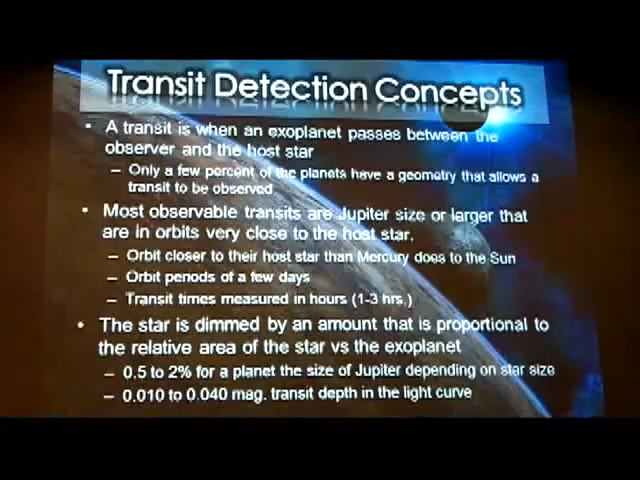 Transit Detection Concepts
• A transit is when an exoplanet passes between the
observer and the host star
– Only a few percent of the planets have a geometry that allows a
transit to be observed
• Most observable transits are Jupiter size or larger that
are in orbits very close to the host star.
– Orbit closer to their host star than Mercury does to the Sun
– Orbit periods of a few days
– Transit times measured in hours (1-3 hrs.)
• The star is dimmed by an amount that is proportional to
the relative area of the star vs the exoplanet
– 0.5 to 2% for a planet the size of Jupiter depending on star size
– 0.010 to 0.040 mag. transit depth in the light curve